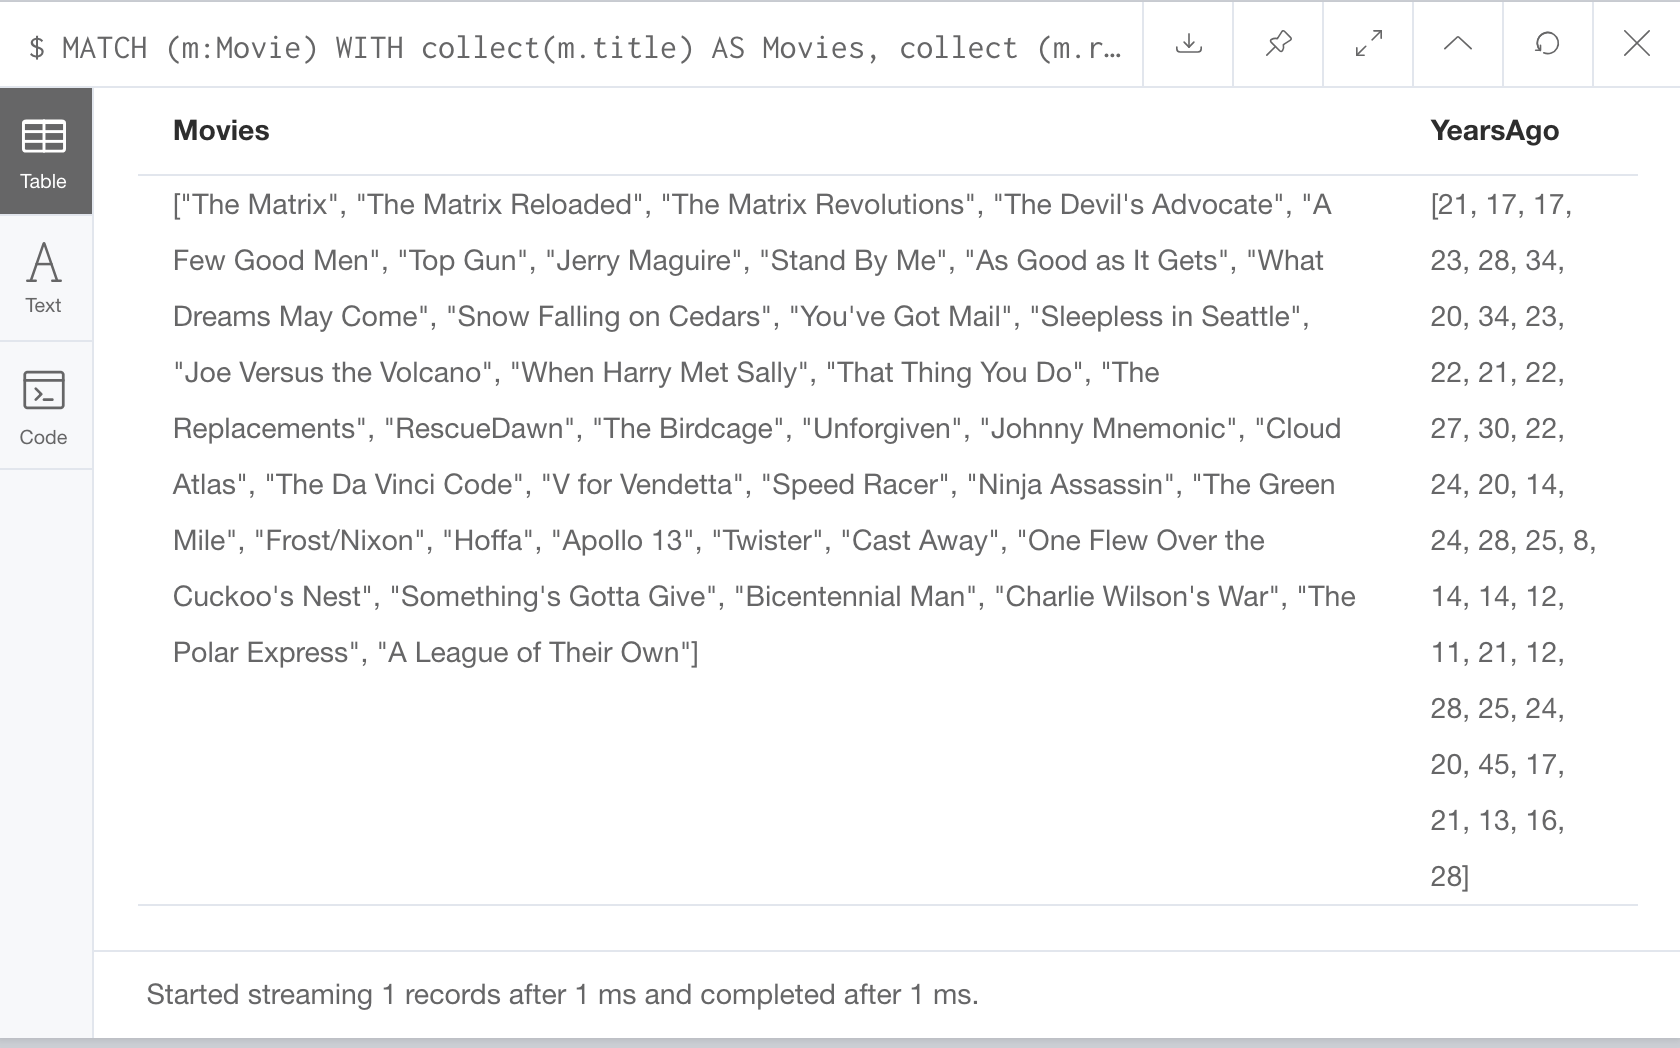 $ MATCH (m:Movie) WITH collect(m.title) AS Movies, collect (m.r…
Table
Text
Code
Movies
YearsAgo
["The Matrix", "The Matrix Reloaded", "The Matrix Revolutions", "The Devil's Advocate", "A
Few Good Men", "Top Gun", "Jerry Maguire", "Stand By Me", "As Good as It Gets", "What
Dreams May Come", "Snow Falling on Cedars", "You've Got Mail", "Sleepless in Seattle",
"Joe Versus the Volcano", "When Harry Met Sally", "That Thing You Do", "The
Replacements", "RescueDawn", "The Birdcage", "Unforgiven", "Johnny Mnemonic", "Cloud
Atlas", "The Da Vinci Code", "V for Vendetta", "Speed Racer", "Ninja Assassin", "The Green
Mile", "Frost/Nixon", "Hoffa", "Apollo 13", "Twister", "Cast Away", "One Flew Over the
Cuckoo's Nest", "Something's Gotta Give", "Bicentennial Man", "Charlie Wilson's War", "The
Polar Express", "A League of Their Own"]
[21, 17, 17,
23, 28, 34,
20, 34, 23,
22, 21, 22,
27, 30, 22,
24, 20, 14,
24, 28, 25, 8,
14, 14, 12,
11, 21, 12,
28, 25, 24,
20, 45, 17,
21, 13, 16,
28]
Started streaming 1 records after 1 ms and completed after 1 ms.